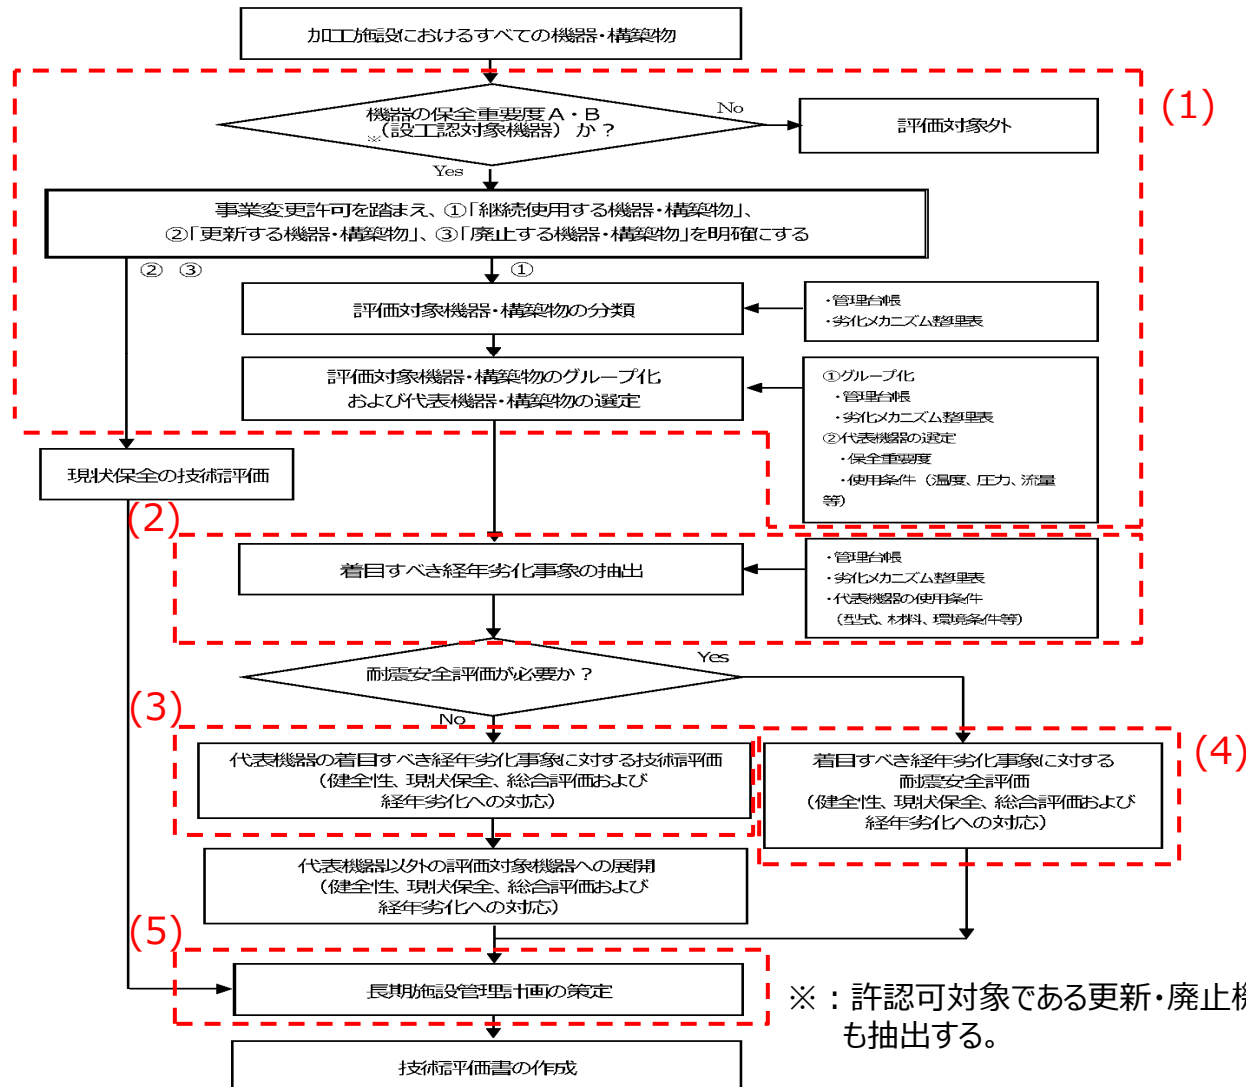 加工施設におけるすべての機器・構築物
(1)
機器の保全重要度A・B
(設工認対象機器)か?
※
No
評価対象外
Yes
事業変更許可を踏まえ、①「継続使用する機器・構築物」、
②「更新する機器・構築物」、③「廃止する機器・構築物」を明確にする
② ③
①
評価対象機器・構築物の分類
・管理台帳
・劣化メカニズム整理表
評価対象機器・構築物のグループ化
および代表機器・構築物の選定
①グループ化
・管理台帳
・劣化メカニズム整理表
②代表機器の選定
・保全重要度
・使用条件(温度、圧力、流量
等)
現状保全の技術評価
(2)
着目すべき経年劣化事象の抽出
・管理台帳
・劣化メカニズム整理表
・代表機器の使用条件
(型式、材料、環境条件等)
耐震安全評価が必要か?
Yes
No
(3)
代表機器の着目すべき経年劣化事象に対する技術評価
(健全性、現状保全、総合評価および
経年劣化への対応)
(4)
着目すべき経年劣化事象に対する
耐震安全評価
(健全性、現状保全、総合評価および
経年劣化への対応)
代表機器以外の評価対象機器への展開
(健全性、現状保全、総合評価および
経年劣化への対応)
(5)
長期施設管理計画の策定
※:許認可対象である更新・廃止機
も抽出する。
技術評価書の作成